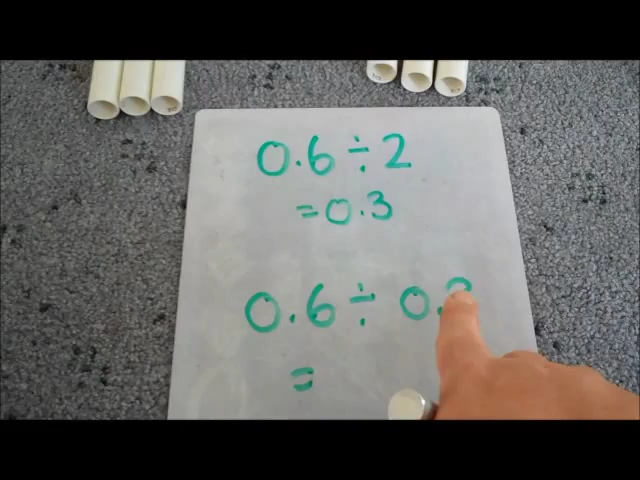 0.6 ÷ 2
= 0.3
0.6 ÷ 0.
=